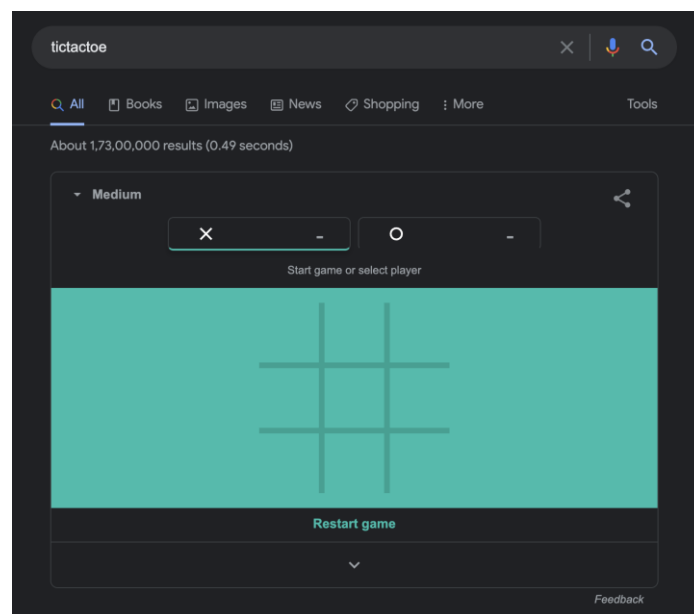 tictactoe
All Books Images News Shopping More Tools
About 1,73,00,000 results (0.49 seconds)
Medium
X - O -
Start game or select player
Restart game
Feedback